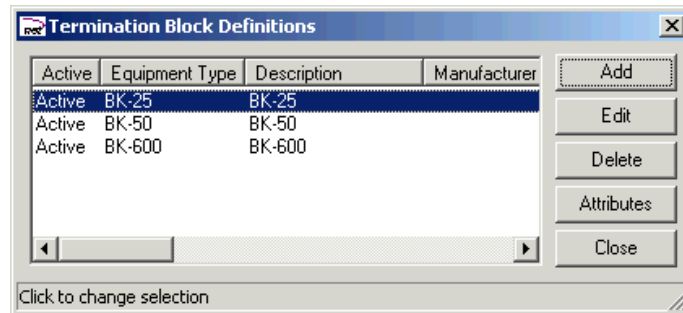 Termination Block Definitions
Active Equipment Type Description Manufacturer
Active BK-25 BK-25
Active BK-50 BK-50
Active BK-600 BK-600
Add
Edit
Delete
Attributes
Close
Click to change selection